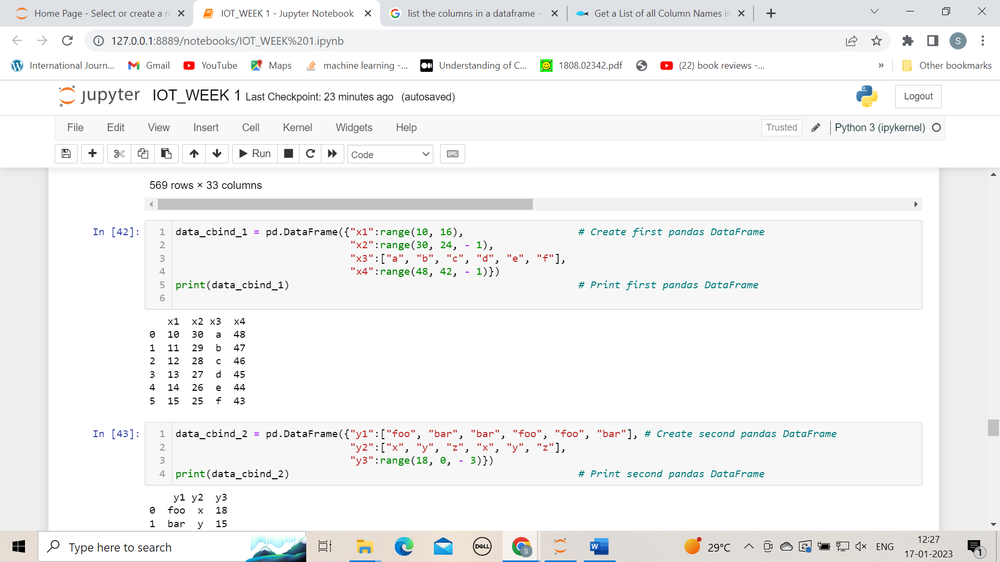 Home Page - Select or create a n
IOT_WEEK 1 - Jupyter Notebook
list the columns in a dataframe -
Get a List of all Column Names in
127.0.0.1:8889/notebooks/IOT_WEEK%201.ipynb
S
International Journ...
Gmail
YouTube
Maps
machine learning -...
Understanding of C...
1808.02342.pdf
(22) book reviews -...
»
Other bookmarks
jupyter IOT_WEEK 1 Last Checkpoint: 23 minutes ago (autosaved)
Logout
File Edit View Insert Cell Kernel Widgets Help
Trusted
Python 3 (ipykernel)
Run
Code
569 rows × 33 columns
In [42]:
1 data_cbind_1 = pd.DataFrame({"x1":range(10, 16), # Create first pandas DataFrame
2 "x2":range(30, 24, - 1),
3 "x3":["a", "b", "c", "d", "e", "f"],
4 "x4":range(48, 42, - 1)})
5 print(data_cbind_1) # Print first pandas DataFrame
6
x1 x2 x3 x4
0 10 30 a 48
1 11 29 b 47
2 12 28 c 46
3 13 27 d 45
4 14 26 e 44
5 15 25 f 43
In [43]:
1 data_cbind_2 = pd.DataFrame({"y1":["foo", "bar", "bar", "foo", "foo", "bar"], # Create second pandas DataFrame
2 "y2":["x", "y", "z", "x", "y", "z"],
3 "y3":range(18, 0, - 3)})
4 print(data_cbind_2) # Print second pandas DataFrame
y1 y2 y3
0 foo x 18
1 bar y 15
Type here to search
DELL
S
W
29°C
ENG
12:27
17-01-2023
1